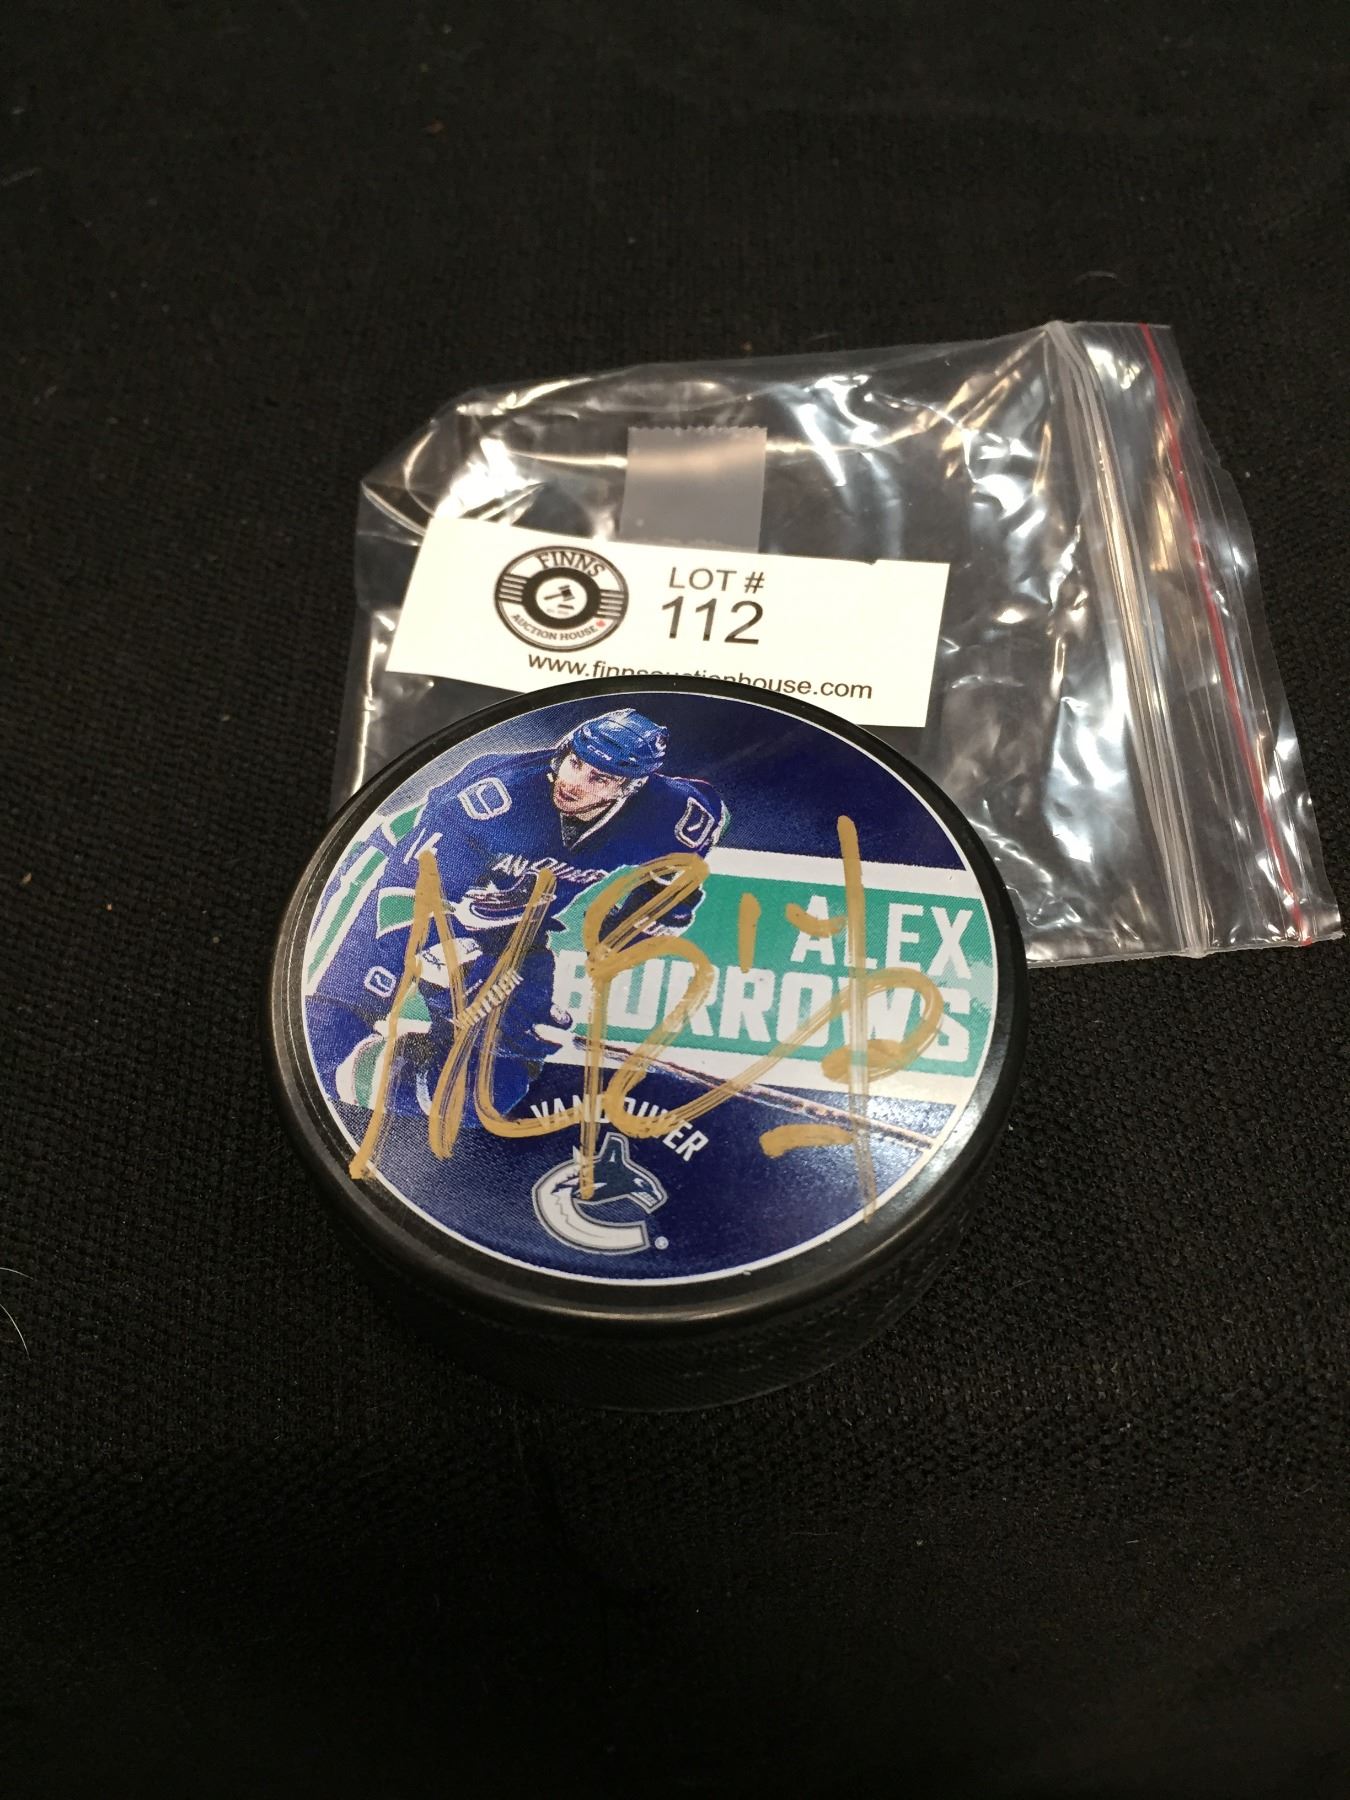 FINNS
AUCTION HOUSE
LOT #
112
www.finnsauctionhouse.com
ALEX
BURROWS
VANCOUVER
®